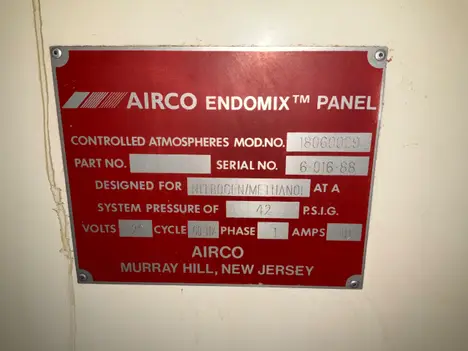 AIRCO ENDOMIX™ PANEL
CONTROLLED ATMOSPHERES MOD.NO.
PART NO. SERIAL NO. 6-016-88
DESIGNED FOR NITROGEN/METHANOL AT A
SYSTEM PRESSURE OF 42 P.S.I.G.
VOLTS CYCLE PHASE 1 AMPS
AIRCO
MURRAY HILL, NEW JERSEY